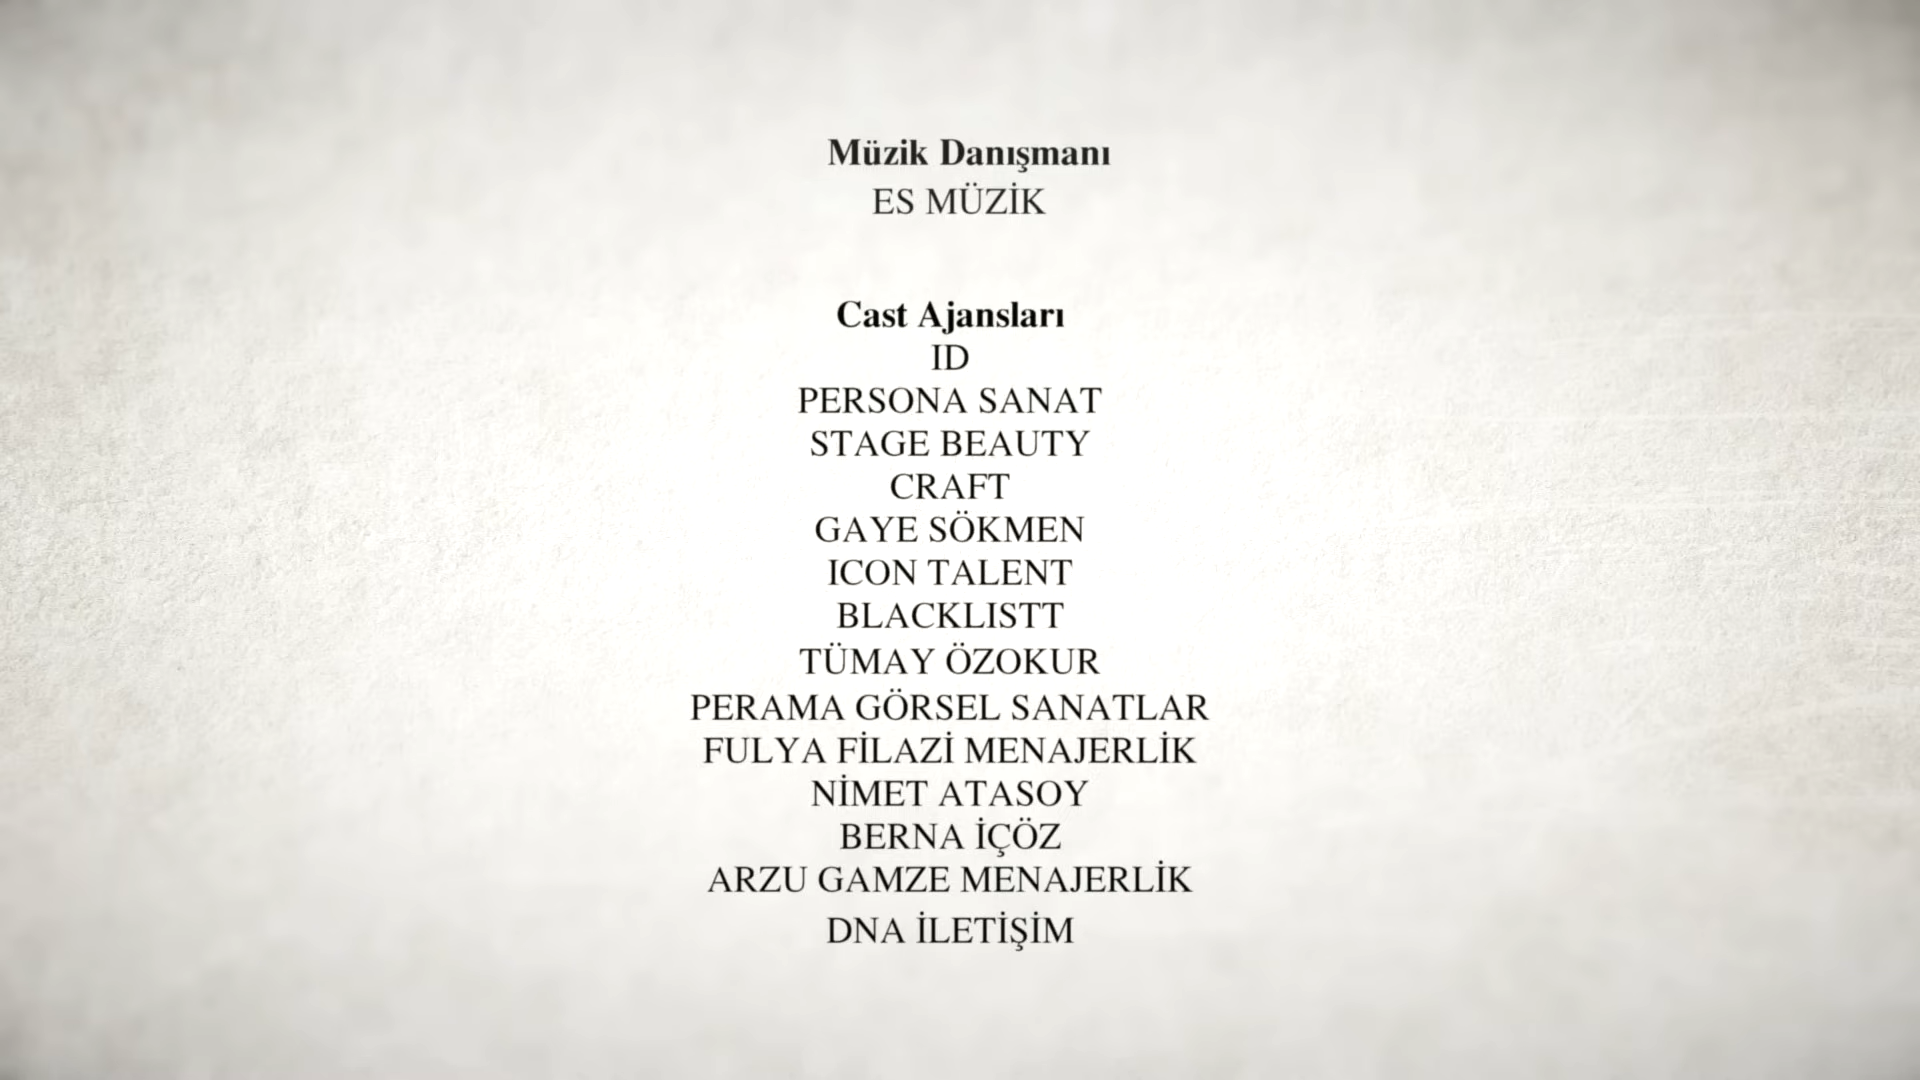 Müzik Danışmanı
ES MÜZİK
Cast Ajansları
ID
PERSONA SANAT
STAGE BEAUTY
CRAFT
GAYE SÖKMEN
ICON TALENT
BLACKLISTT
TÜMAY ÖZOKUR
PERAMA GÖRSEL SANATLAR
FULYA FİLAZİ MENAJERLİK
NİMET ATASOY
BERNA İÇÖZ
ARZU GAMZE MENAJERLİK
DNA İLETİŞİM